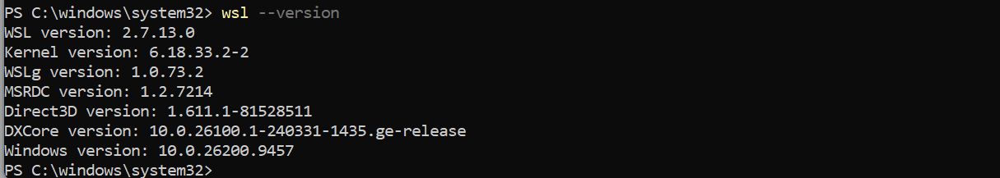 PS C:\windows\system32> wsl --version
WSL version: 2.7.13.0
Kernel version: 6.18.33.2-2
WSLg version: 1.0.73.2
MSRDC version: 1.2.7214
Direct3D version: 1.611.1-81528511
DXCore version: 10.0.26100.1-240331-1435.ge-release
Windows version: 10.0.26200.9457
PS C:\windows\system32>